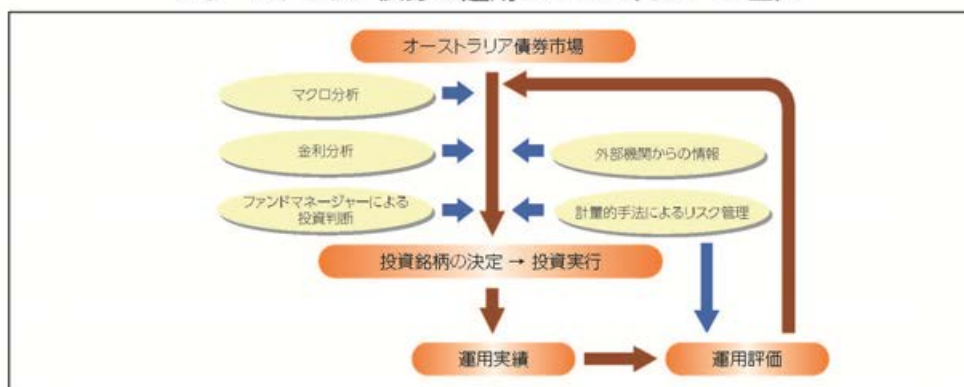 オーストラリア債券市場
マクロ分析
金利分析
外部機関からの情報
ファンドマネージャーによる
投資判断
計量的手法によるリスク管理
投資銘柄の決定 → 投資実行
運用実績
運用評価